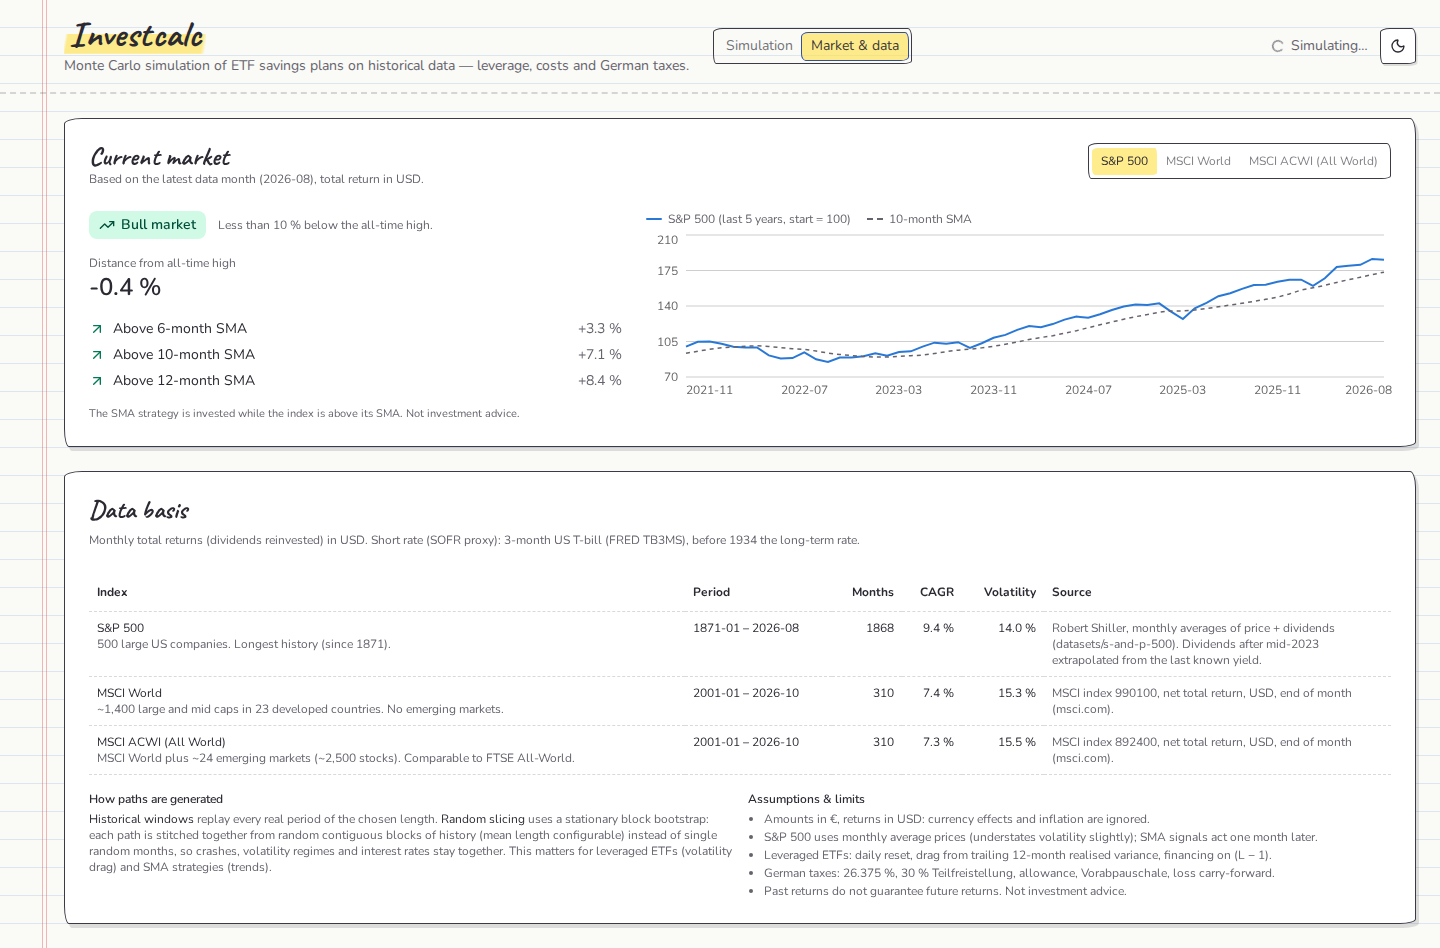 Investcalc
Monte Carlo simulation of ETF savings plans on historical data — leverage, costs and German taxes.
Simulation
Market & data
Simulating...
Current market
Based on the latest data month (2026-08), total return in USD.
S&P 500
MSCI World
MSCI ACWI (All World)
Bull market
Less than 10 % below the all-time high.
Distance from all-time high
-0.4 %
Above 6-month SMA
+3.3 %
Above 10-month SMA
+7.1 %
Above 12-month SMA
+8.4 %
The SMA strategy is invested while the index is above its SMA. Not investment advice.
S&P 500 (last 5 years, start = 100)
10-month SMA
210
175
140
105
70
2021-11
2022-07
2023-03
2023-11
2024-07
2025-03
2025-11
2026-08
Data basis
Monthly total returns (dividends reinvested) in USD. Short rate (SOFR proxy): 3-month US T-bill (FRED TB3MS), before 1934 the long-term rate.
Index Period Months CAGR Volatility Source
S&P 500
500 large US companies. Longest history (since 1871).
1871-01 – 2026-08
1868
9.4 %
14.0 %
Robert Shiller, monthly averages of price + dividends
(datasets/s-and-p-500). Dividends after mid-2023
extrapolated from the last known yield.
MSCI World
~1,400 large and mid caps in 23 developed countries. No emerging markets.
2001-01 – 2026-10
310
7.4 %
15.3 %
MSCI index 990100, net total return, USD, end of month
(msci.com).
MSCI ACWI (All World)
MSCI World plus ~24 emerging markets (~2,500 stocks). Comparable to FTSE All-World.
2001-01 – 2026-10
310
7.3 %
15.5 %
MSCI index 892400, net total return, USD, end of month
(msci.com).
How paths are generated
Historical windows replay every real period of the chosen length. Random slicing uses a stationary block bootstrap:
each path is stitched together from random contiguous blocks of history (mean length configurable) instead of single
random months, so crashes, volatility regimes and interest rates stay together. This matters for leveraged ETFs (volatility
drag) and SMA strategies (trends).
Assumptions & limits
• Amounts in €, returns in USD: currency effects and inflation are ignored.
• S&P 500 uses monthly average prices (understates volatility slightly); SMA signals act one month later.
• Leveraged ETFs: daily reset, drag from trailing 12-month realised variance, financing on (L − 1).
• German taxes: 26.375 %, 30 % Teilfreistellung, allowance, Vorabpauschale, loss carry-forward.
• Past returns do not guarantee future returns. Not investment advice.